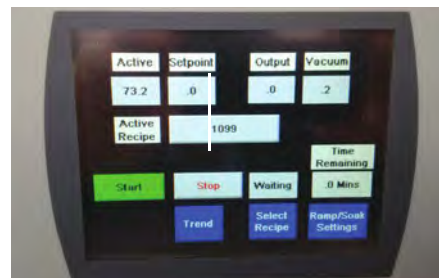 Active Setpoint Output Vacuum
73.2 .0 .0 .2
Active
Recipe
1099
Time
Remaining
Start Stop Waiting .0 Mins
Trend
Select
Recipe
Ramp/Soak
Settings